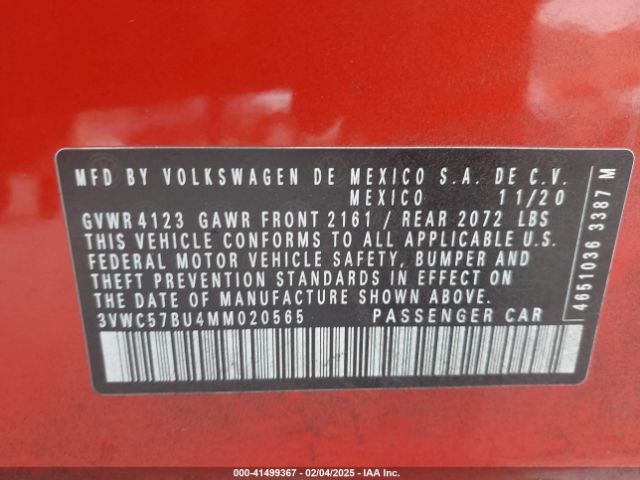 MFD BY VOLKSWAGEN DE MEXICO S.A. DE C.V.
MEXICO 11/20
GVWR 4123 GAWR FRONT 2161 / REAR 2072 LBS
THIS VEHICLE CONFORMS TO ALL APPLICABLE U.S.
FEDERAL MOTOR VEHICLE SAFETY, BUMPER AND
THEFT PREVENTION STANDARDS IN EFFECT ON
THE DATE OF MANUFACTURE SHOWN ABOVE.
3VWC57BU4MM020565 PASSENGER CAR
4651036 3387 M
000-41499367 - 02/04/2025 - IAAI.COM